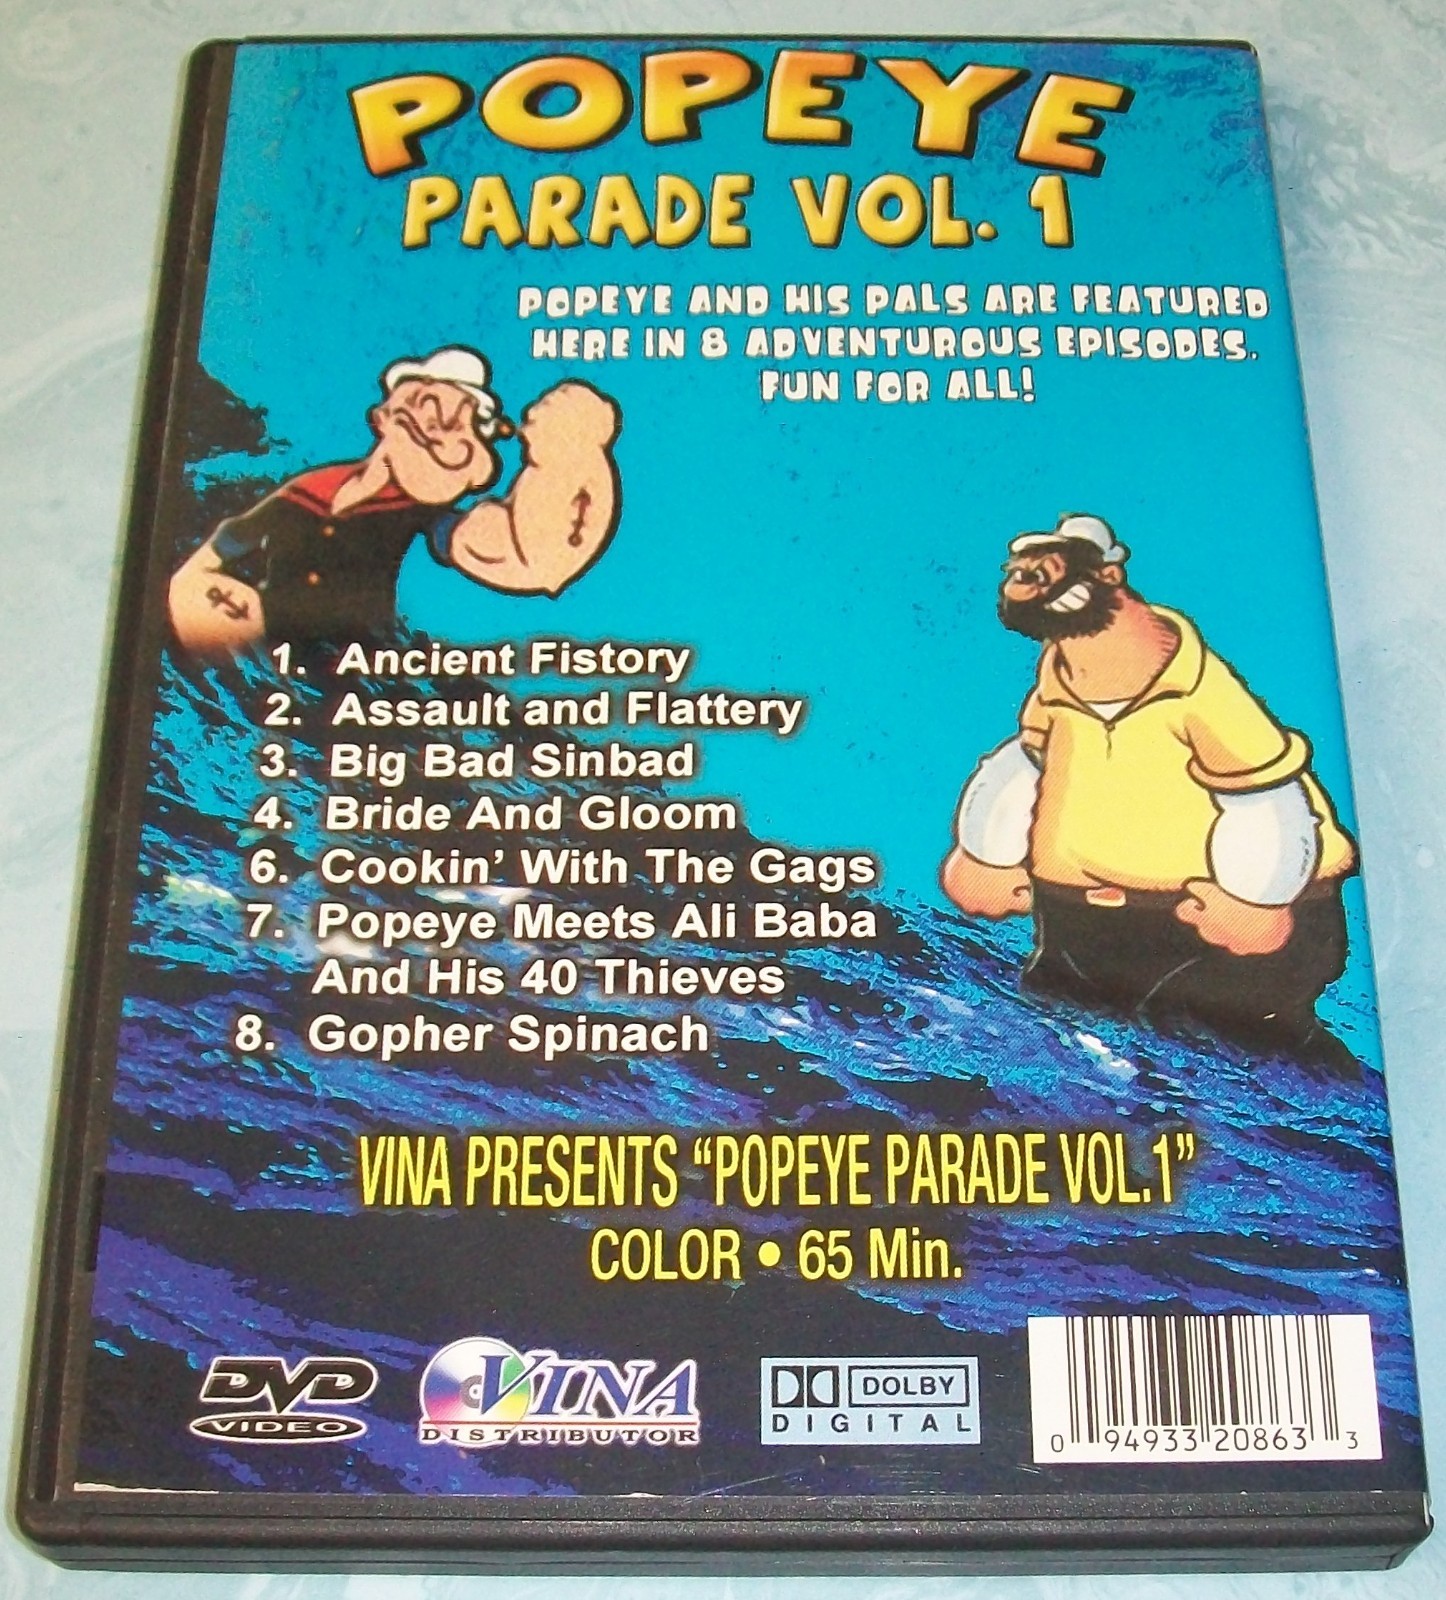 POPEYE
PARADE VOL. 1
POPEYE AND HIS PALS ARE FEATURED
HERE IN 8 ADVENTUROUS EPISODES.
FUN FOR ALL!
1. Ancient Fistory
2. Assault and Flattery
3. Big Bad Sinbad
4. Bride And Gloom
6. Cookin' With The Gags
7. Popeye Meets Ali Baba
And His 40 Thieves
8. Gopher Spinach
VINA PRESENTS “POPEYE PARADE VOL.1”
COLOR • 65 Min.
DVD
VIDEO
VINA
DISTRIBUTOR
DOLBY
DIGITAL
0 94933 20863 3